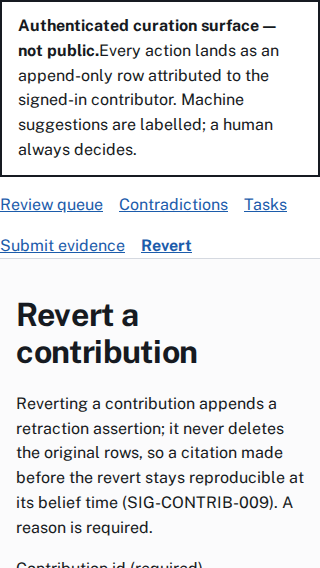 Authenticated curation surface —
not public.Every action lands as an
append-only row attributed to the
signed-in contributor. Machine
suggestions are labelled; a human
always decides.
Review queue Contradictions Tasks
Submit evidence Revert
Revert a
contribution
Reverting a contribution appends a
retraction assertion; it never deletes
the original rows, so a citation made
before the revert stays reproducible at
its belief time (SIG-CONTRIB-009). A
reason is required.
Contribution id (required)